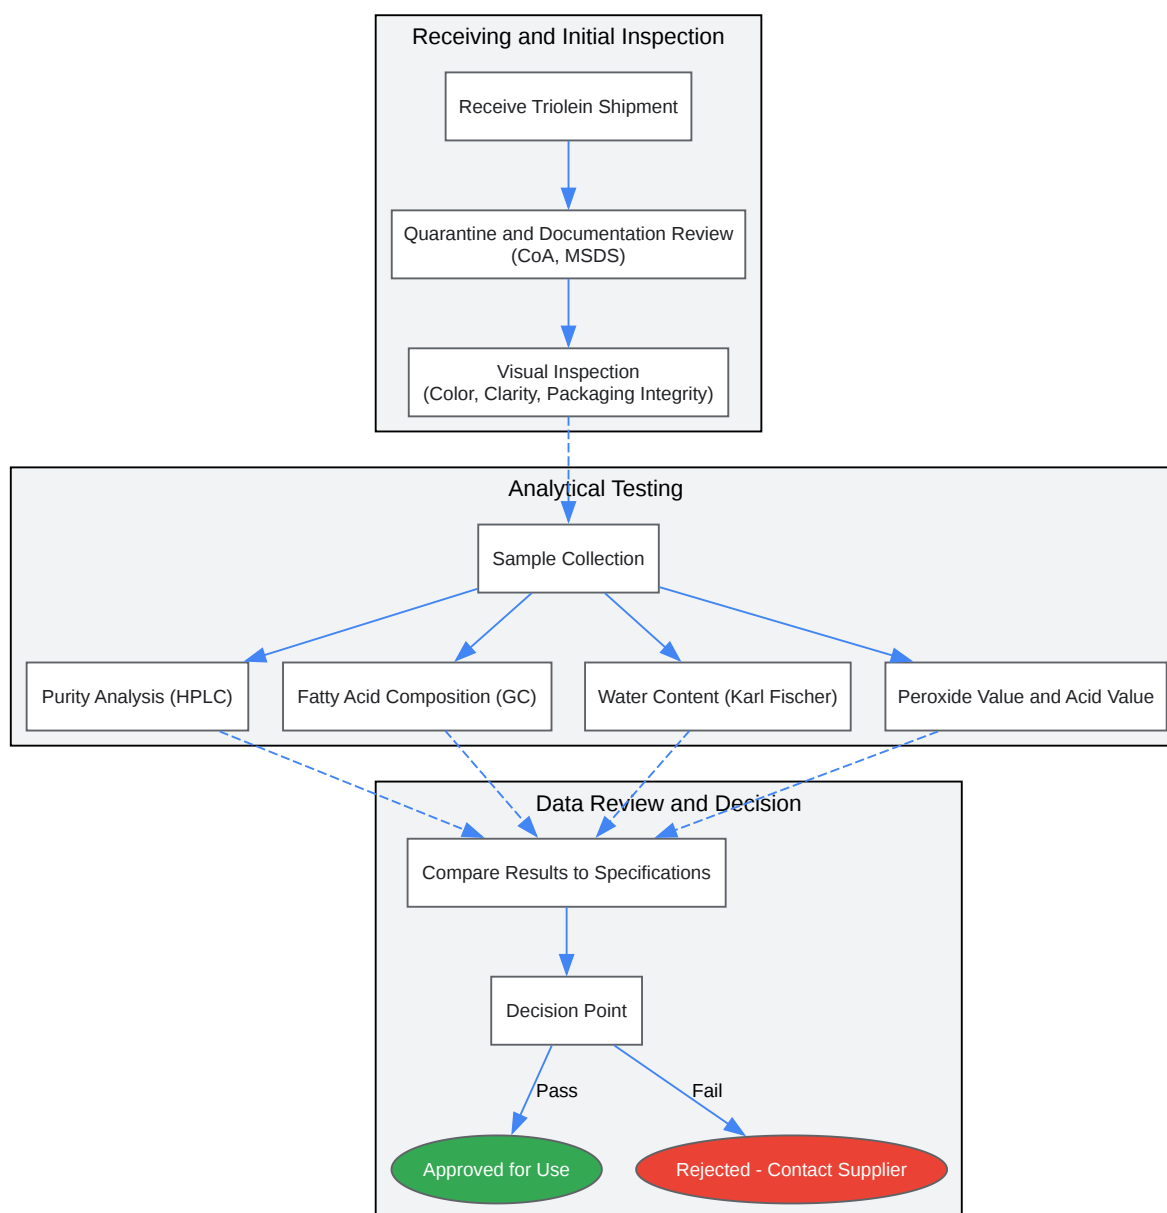 Receiving and Initial Inspection
Receive Triolein Shipment
Quarantine and Documentation Review
(CoA, MSDS)
Visual Inspection
(Color, Clarity, Packaging Integrity)
Analytical Testing
Sample Collection
Purity Analysis (HPLC)
Fatty Acid Composition (GC)
Water Content (Karl Fischer)
Peroxide Value and Acid Value
Data Review and Decision
Compare Results to Specifications
Decision Point
Pass
Fail
Approved for Use
Rejected - Contact Supplier